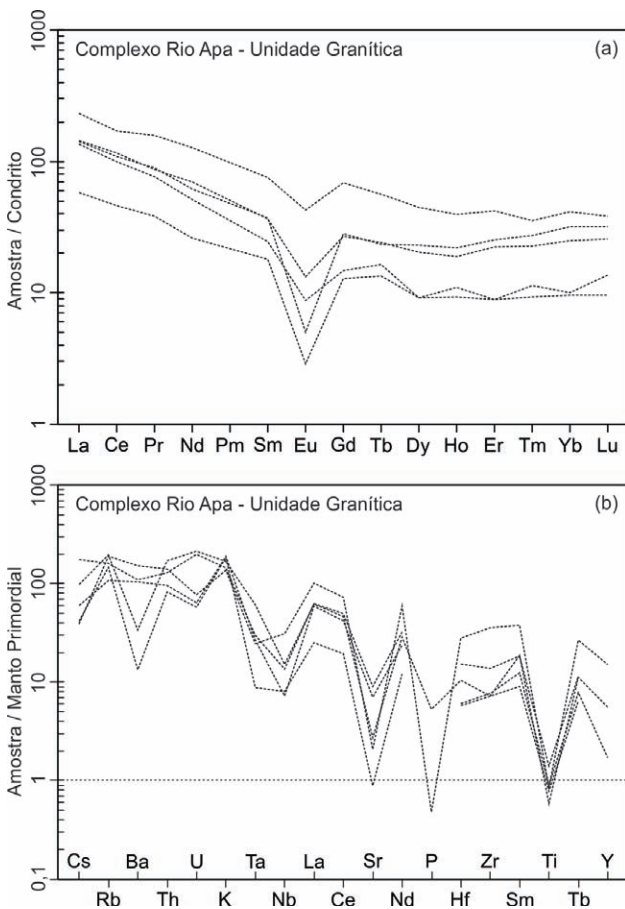 1000
Complexo Rio Apa - Unidade Granítica (a)
100
Amostra / Condrito
10
1
La Ce Pr Nd Pm Sm Eu Gd Tb Dy Ho Er Tm Yb Lu
1000
Complexo Rio Apa - Unidade Granítica (b)
100
Amostra / Manto Primordial
10
1
Cs Ba U Ta La Sr P Zr Ti Y
0,1
Rb Th K Nb Ce Nd Hf Sm Tb